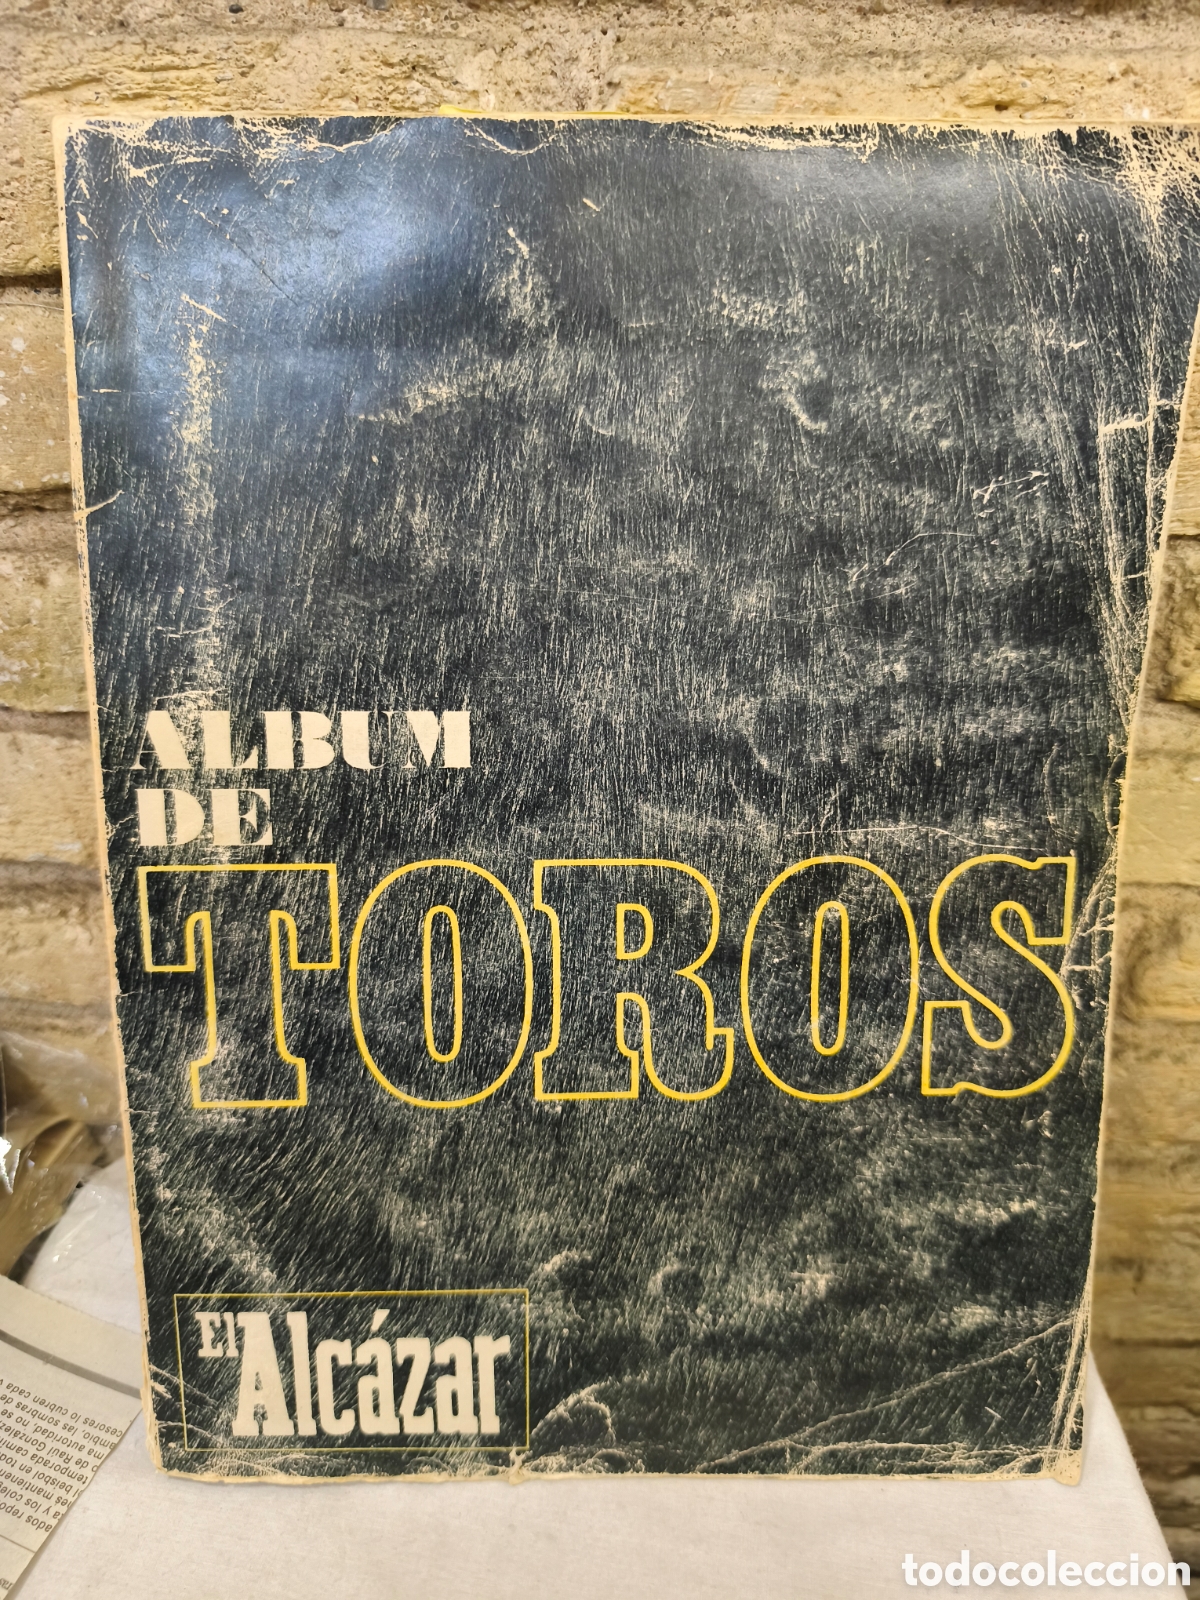 ALBUM
DE
TOROS
El Alcázar
todocoleccion